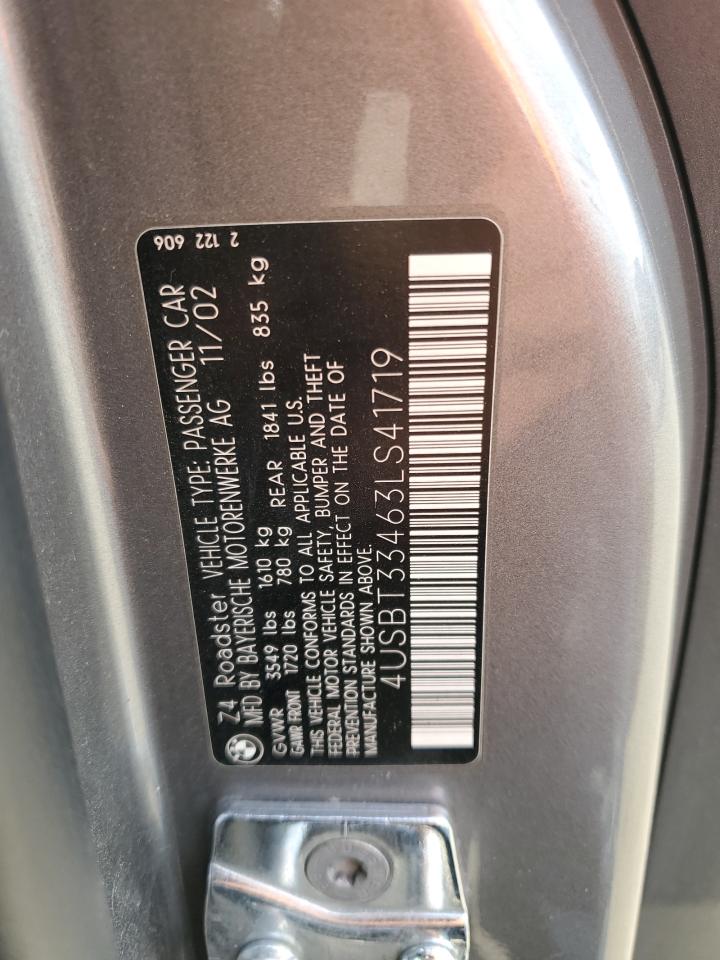 2 122 606
Z4 Roadster VEHICLE TYPE: PASSENGER CAR
MFD BY BAYERISCHE MOTORENWERKE AG 11/02
GVWR 3549 lbs 1610 kg
GAWR FRONT 1720 lbs 780 kg REAR 1841 lbs 835 kg
THIS VEHICLE CONFORMS TO ALL APPLICABLE U.S.
FEDERAL MOTOR VEHICLE SAFETY, BUMPER AND THEFT
PREVENTION STANDARDS IN EFFECT ON THE DATE OF
MANUFACTURE SHOWN ABOVE.
4USBT33463LS41719